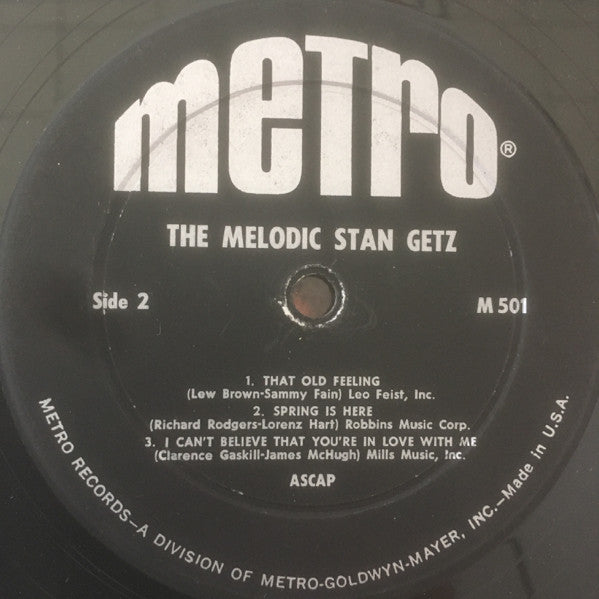 metro®
THE MELODIC STAN GETZ
Side 2
M 501
1. THAT OLD FEELING
(Lew Brown-Sammy Fain) Leo Feist, Inc.
2. SPRING IS HERE
(Richard Rodgers-Lorenz Hart) Robbins Music Corp.
3. I CAN'T BELIEVE THAT YOU'RE IN LOVE WITH ME
(Clarence Gaskill-James McHugh) Mills Music, Inc.
ASCAP
METRO RECORDS—A DIVISION OF METRO-GOLDWYN-MAYER, INC.—Made in U.S.A.